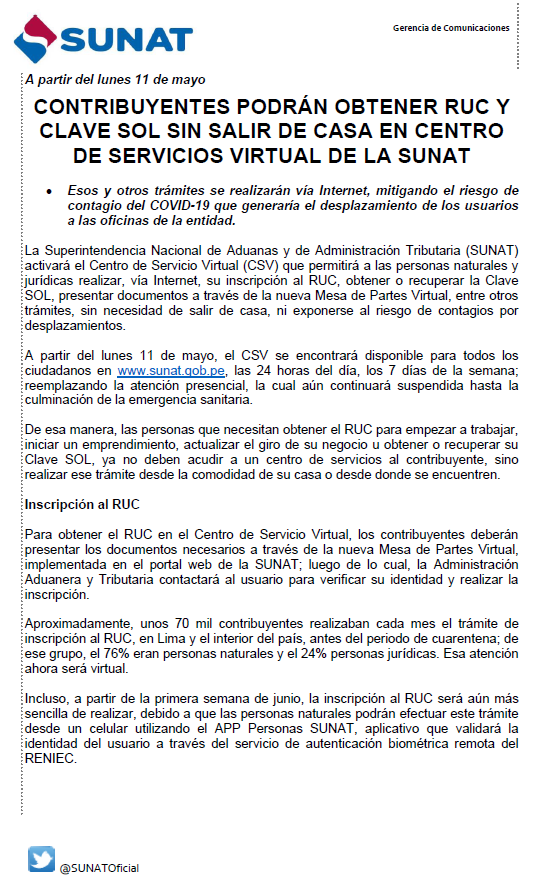 SUNAT
Gerencia de Comunicaciones
A partir del lunes 11 de mayo
CONTRIBUYENTES PODRÁN OBTENER RUC Y
CLAVE SOL SIN SALIR DE CASA EN CENTRO
DE SERVICIOS VIRTUAL DE LA SUNAT
• Esos y otros trámites se realizarán vía Internet, mitigando el riesgo de
contagio del COVID-19 que generaría el desplazamiento de los usuarios
a las oficinas de la entidad.
La Superintendencia Nacional de Aduanas y de Administración Tributaria (SUNAT)
activará el Centro de Servicio Virtual (CSV) que permitirá a las personas naturales y
jurídicas realizar, vía Internet, su inscripción al RUC, obtener o recuperar la Clave
SOL, presentar documentos a través de la nueva Mesa de Partes Virtual, entre otros
trámites, sin necesidad de salir de casa, ni exponerse al riesgo de contagios por
desplazamientos.
A partir del lunes 11 de mayo, el CSV se encontrará disponible para todos los
ciudadanos en www.sunat.gob.pe, las 24 horas del día, los 7 días de la semana;
reemplazando la atención presencial, la cual aún continuará suspendida hasta la
culminación de la emergencia sanitaria.
De esa manera, las personas que necesitan obtener el RUC para empezar a trabajar,
iniciar un emprendimiento, actualizar el giro de su negocio u obtener o recuperar su
Clave SOL, ya no deben acudir a un centro de servicios al contribuyente, sino
realizar ese trámite desde la comodidad de su casa o desde donde se encuentren.
Inscripción al RUC
Para obtener el RUC en el Centro de Servicio Virtual, los contribuyentes deberán
presentar los documentos necesarios a través de la nueva Mesa de Partes Virtual,
implementada en el portal web de la SUNAT; luego de lo cual, la Administración
Aduanera y Tributaria contactará al usuario para verificar su identidad y realizar la
inscripción.
Aproximadamente, unos 70 mil contribuyentes realizaban cada mes el trámite de
inscripción al RUC, en Lima y el interior del país, antes del periodo de cuarentena; de
ese grupo, el 76% eran personas naturales y el 24% personas jurídicas. Esa atención
ahora será virtual.
Incluso, a partir de la primera semana de junio, la inscripción al RUC será aún más
sencilla de realizar, debido a que las personas naturales podrán efectuar este trámite
desde un celular utilizando el APP Personas SUNAT, aplicativo que validará la
identidad del usuario a través del servicio de autenticación biométrica remota del
RENIEC.
@SUNATOficial